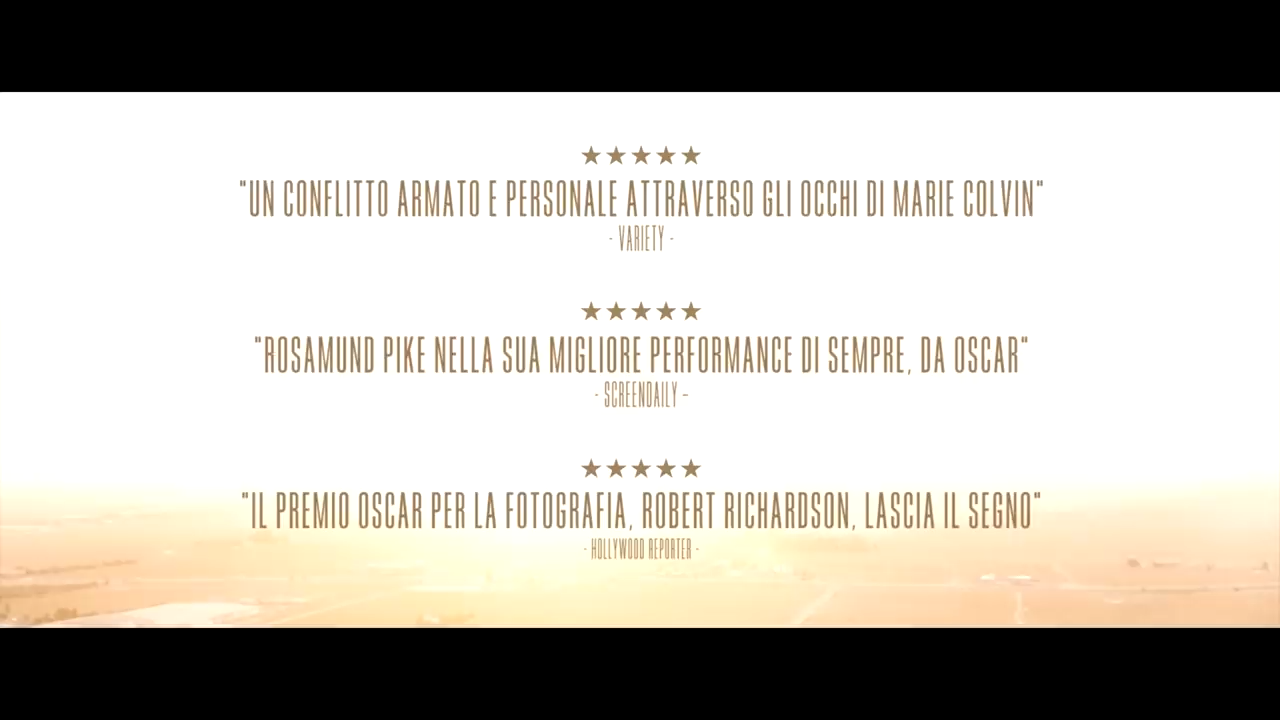 ★★★★★
"UN CONFLITTO ARMATO E PERSONALE ATTRAVERSO GLI OCCHI DI MARIE COLVIN"
- VARIETY -
★★★★★
"ROSAMUND PIKE NELLA SUA MIGLIORE PERFORMANCE DI SEMPRE, DA OSCAR"
- SCREENDAILY -
★★★★★
"IL PREMIO OSCAR PER LA FOTOGRAFIA, ROBERT RICHARDSON, LASCIA IL SEGNO"
- HOLLYWOOD REPORTER -